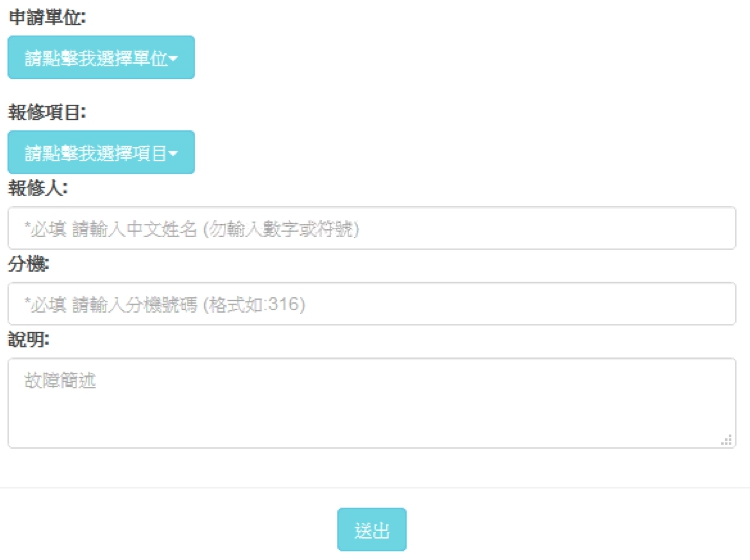 申請單位:
請點擊我選擇單位
報修項目:
請點擊我選擇項目
報修人:
*必填 請輸入中文姓名 (勿輸入數字或符號)
分機:
*必填 請輸入分機號碼 (格式如:316)
說明:
故障簡述
送出